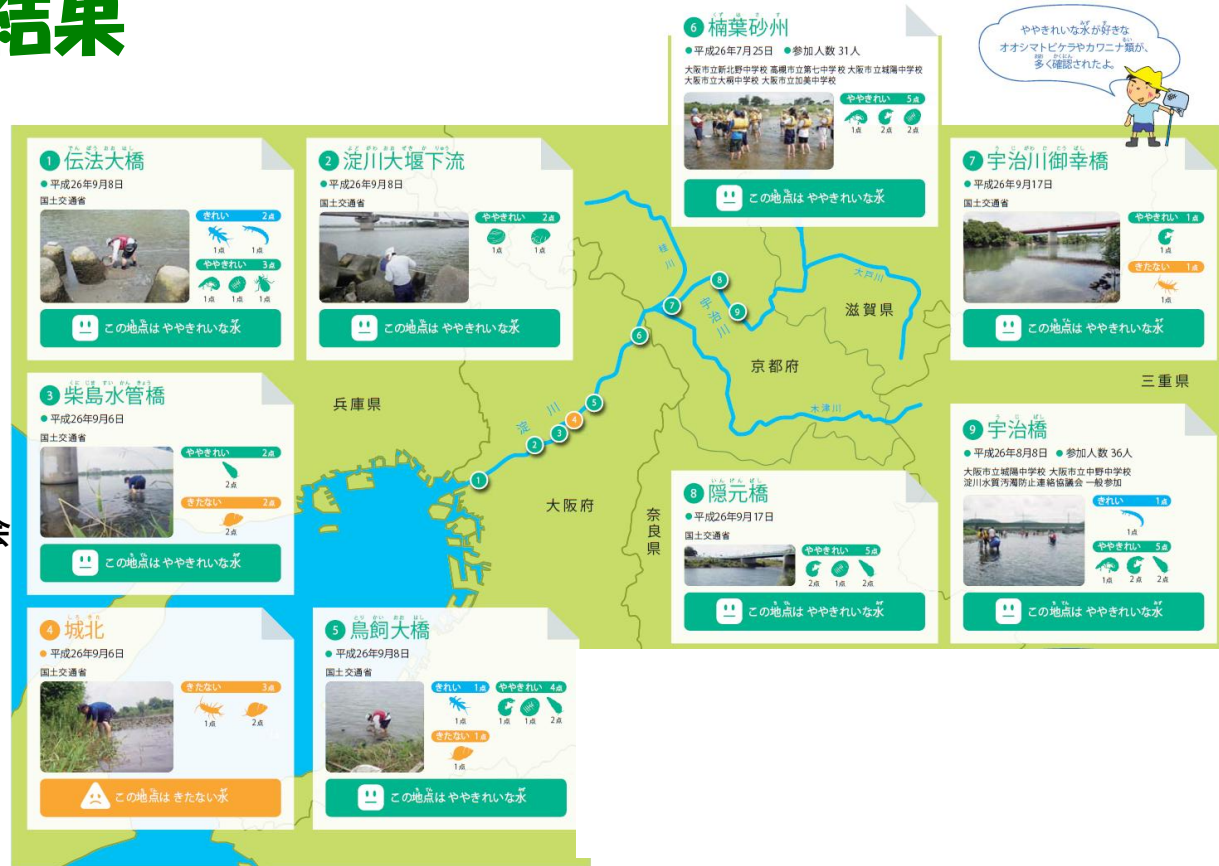 結果
やややきれいな水が好きな
オオシマトビケラやカワニナ類が、
多く確認されたよ。
6 楠葉砂州
● 平成26年7月25日 ● 参加人数 31人
大阪市立新北野中学校 高槻市立第七中学校 大阪市立城陽中学校
大阪市立大桐中学校 大阪市立加美中学校
ややきれい 5点
1点 2点 2点
この地点は ややきれいな水
1 伝法大橋
● 平成26年9月8日
国土交通省
きれい 2点
1点 1点
ややきれい 3点
1点 1点 1点
この地点は ややきれいな水
2 淀川大堰下流
● 平成26年9月8日
国土交通省
ややきれい 2点
1点 1点
この地点は ややきれいな水
7 宇治川御幸橋
● 平成26年9月17日
国土交通省
ややきれい 1点
1点
きたない 1点
1点
この地点は ややきれいな水
3 柴島水管橋
● 平成26年9月6日
国土交通省
ややきれい 2点
2点
きたない 2点
2点
この地点は ややきれいな水
兵庫県
大阪府
奈良県
京都府
滋賀県
三重県
桂川
宇治川
大戸川
木津川
淀川
1
2
3
4
5
6
7
8
9
8 隠元橋
● 平成26年9月17日
国土交通省
ややきれい 5点
2点 1点 2点
この地点は ややきれいな水
9 宇治橋
● 平成26年8月8日 ● 参加人数 36人
大阪市立城陽中学校 大阪市立中野中学校
淀川水質汚濁防止連絡協議会 一般参加
きれい 1点
1点
ややきれい 5点
1点 2点 2点
この地点は ややきれいな水
会
4 城北
● 平成26年9月6日
国土交通省
きたない 3点
1点 2点
この地点は きたない水
5 鳥飼大橋
● 平成26年9月8日
国土交通省
きれい 1点 ややきれい 4点
1点 1点 1点 2点
きたない 1点
1点
この地点は ややきれいな水